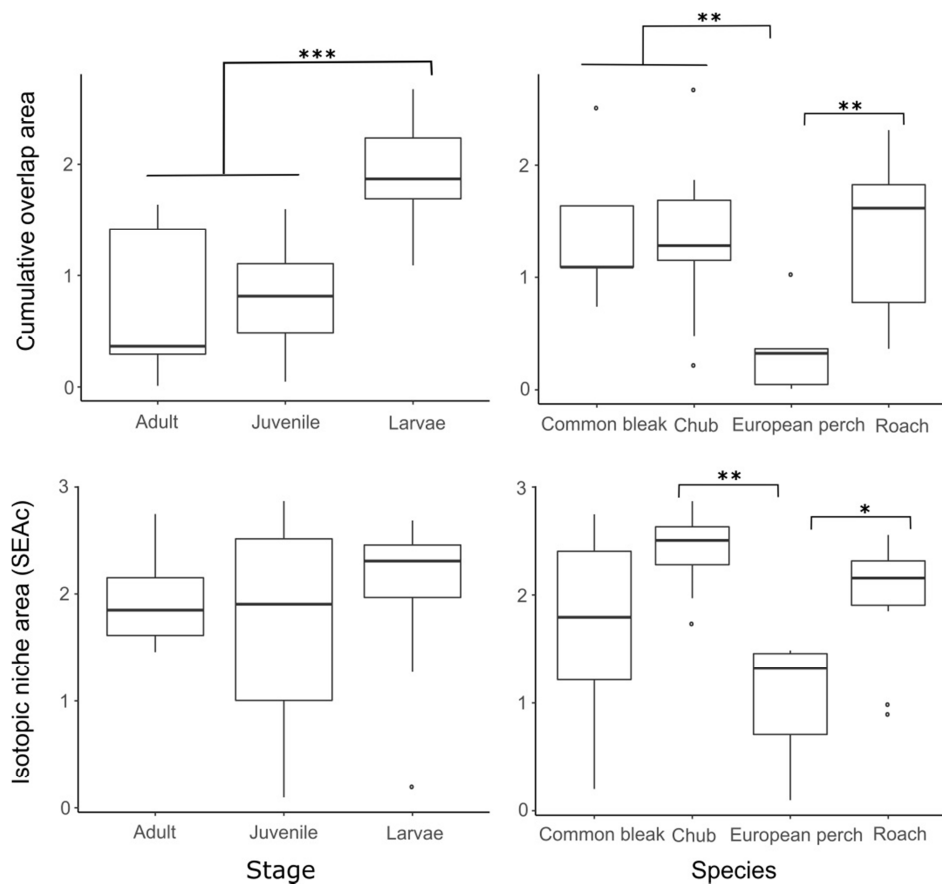 ***
**
**
Cumulative overlap area
2
1
0
2
1
0
Adult Juvenile Larvae
Common bleak Chub European perch Roach
**
*
Isotopic niche area (SEAc)
3
2
1
0
3
2
1
0
Adult Juvenile Larvae
Common bleak Chub European perch Roach
Stage
Species